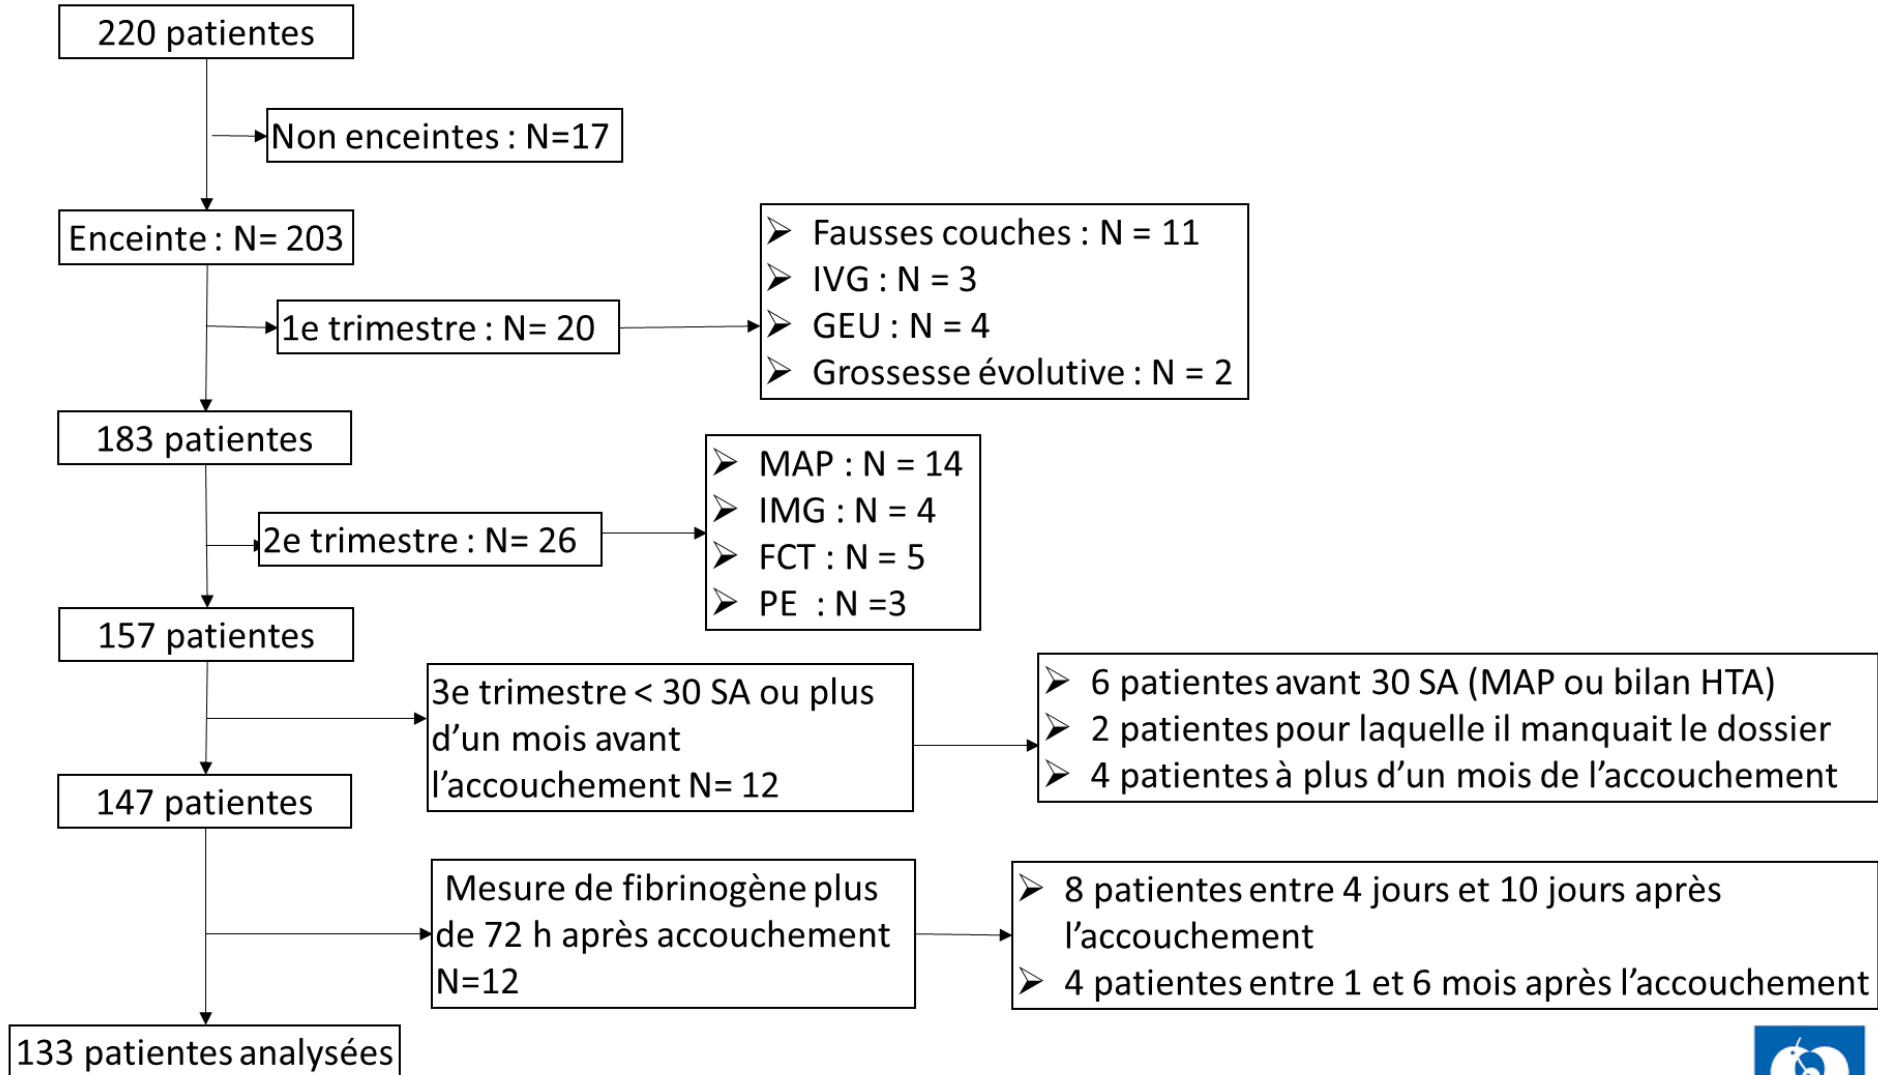 220 patientes
Non enceintes : N=17
Enceinte : N= 203
➢ Fausses couches : N = 11
➢ IVG : N = 3
➢ GEU : N = 4
➢ Grossesse évolutive : N = 2
1e trimestre : N= 20
183 patientes
➢ MAP : N = 14
➢ IMG : N = 4
➢ FCT : N = 5
➢ PE : N =3
2e trimestre : N= 26
157 patientes
3e trimestre < 30 SA ou plus
d’un mois avant
l’accouchement N= 12
➢ 6 patientes avant 30 SA (MAP ou bilan HTA)
➢ 2 patientes pour laquelle il manquait le dossier
➢ 4 patientes à plus d’un mois de l’accouchement
147 patientes
Mesure de fibrinogène plus
de 72 h après accouchement
N=12
➢ 8 patientes entre 4 jours et 10 jours après
l’accouchement
➢ 4 patientes entre 1 et 6 mois après l’accouchement
133 patientes analysées